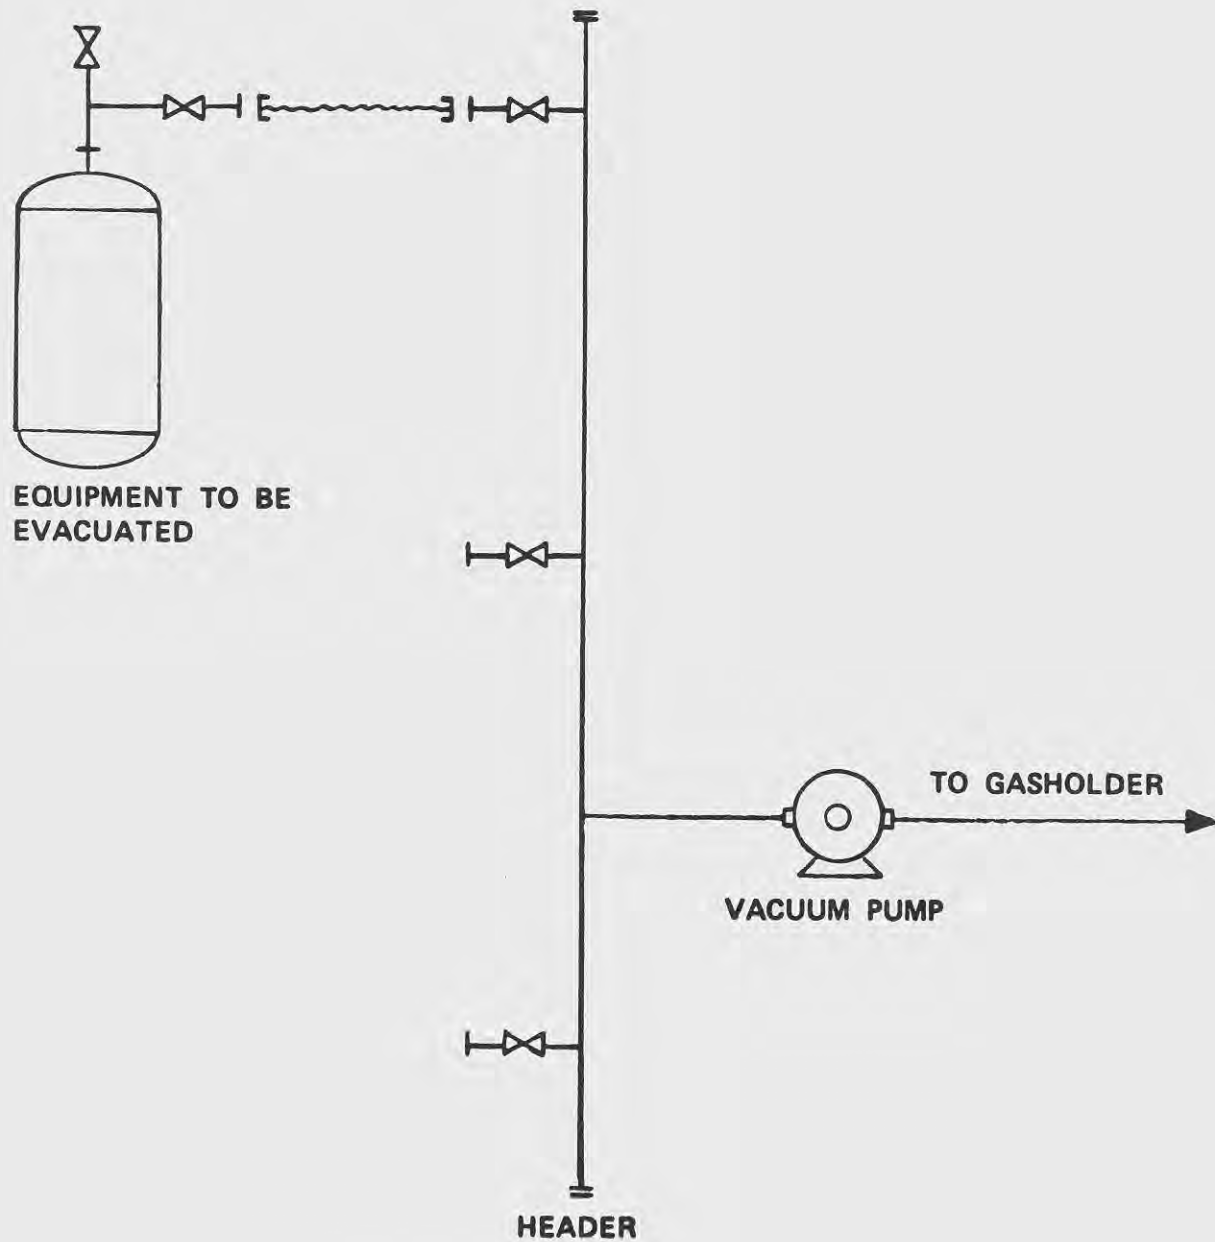 EQUIPMENT TO BE
EVACUATED
TO GASHOLDER
VACUUM PUMP
HEADER